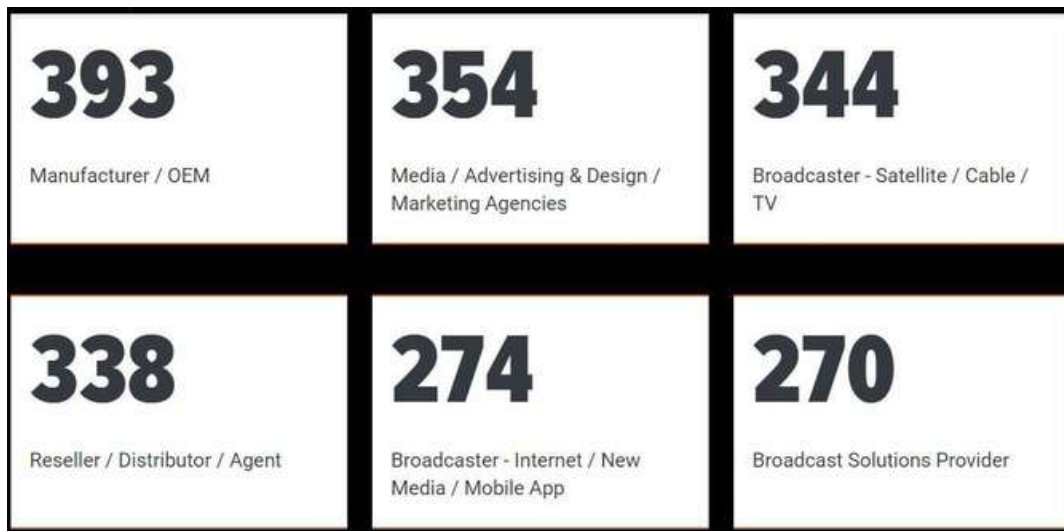 393
Manufacturer / OEM
354
Media / Advertising & Design /
Marketing Agencies
344
Broadcaster - Satellite / Cable /
TV
338
Reseller / Distributor / Agent
274
Broadcaster - Internet / New
Media / Mobile App
270
Broadcast Solutions Provider